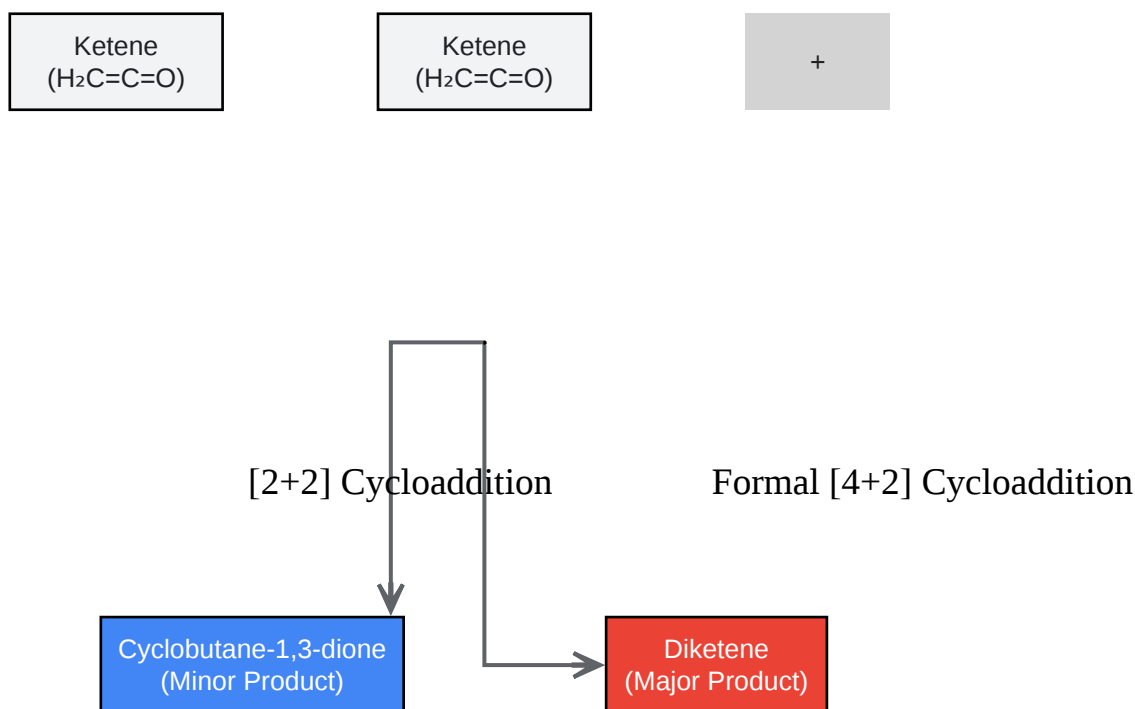 Ketene
(H₂C=C=O)
Ketene
(H₂C=C=O)
+
[2+2] Cycloaddition
Formal [4+2] Cycloaddition
Cyclobutane-1,3-dione
(Minor Product)
Diketene
(Major Product)